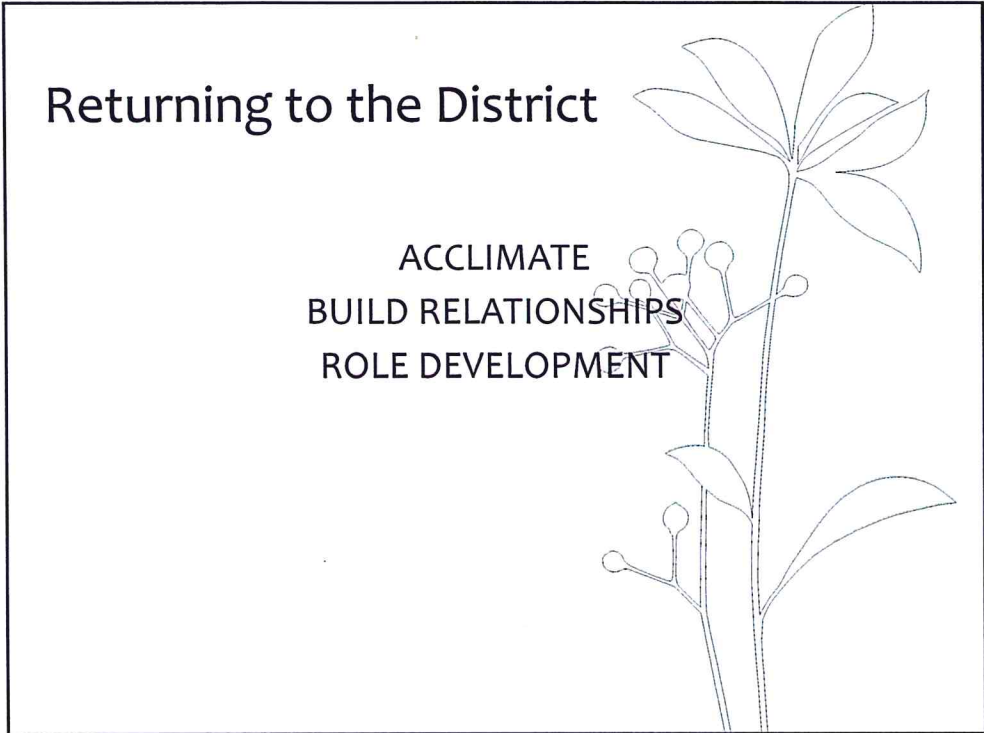 Returning to the District
ACCLIMATE
BUILD RELATIONSHIPS
ROLE DEVELOPMENT